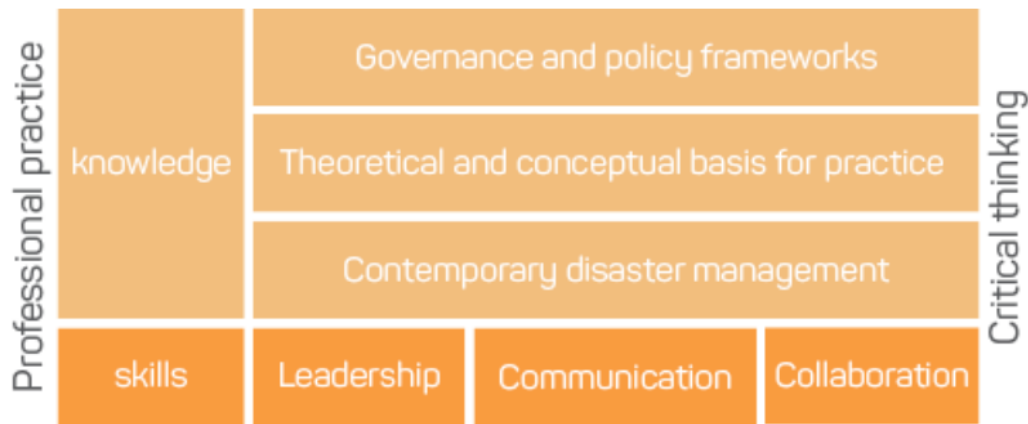 Professional practice
knowledge
Governance and policy frameworks
Theoretical and conceptual basis for practice
Contemporary disaster management
skills
Leadership
Communication
Collaboration
Critical thinking